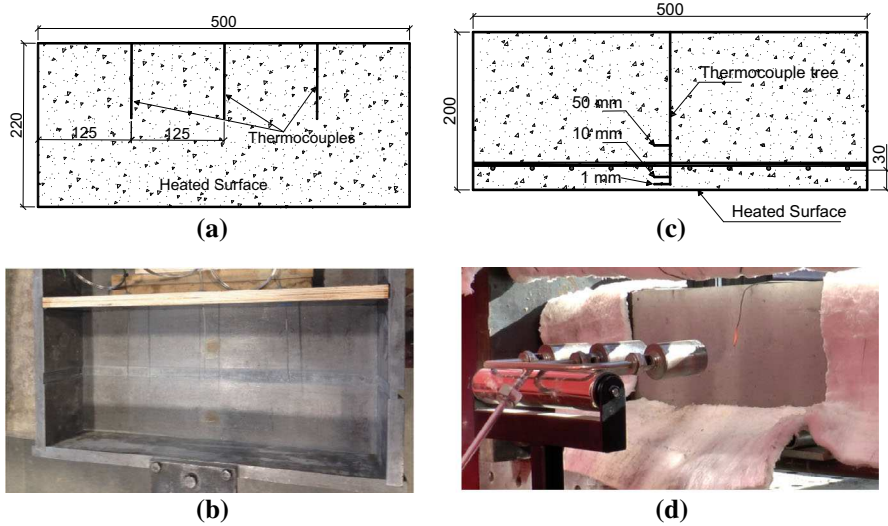 500
220
125
125
Thermocouples
Heated Surface
(a)
500
200
Thermocouple tree
50 mm
10 mm
1 mm
30
Heated Surface
(c)
(b)
(d)